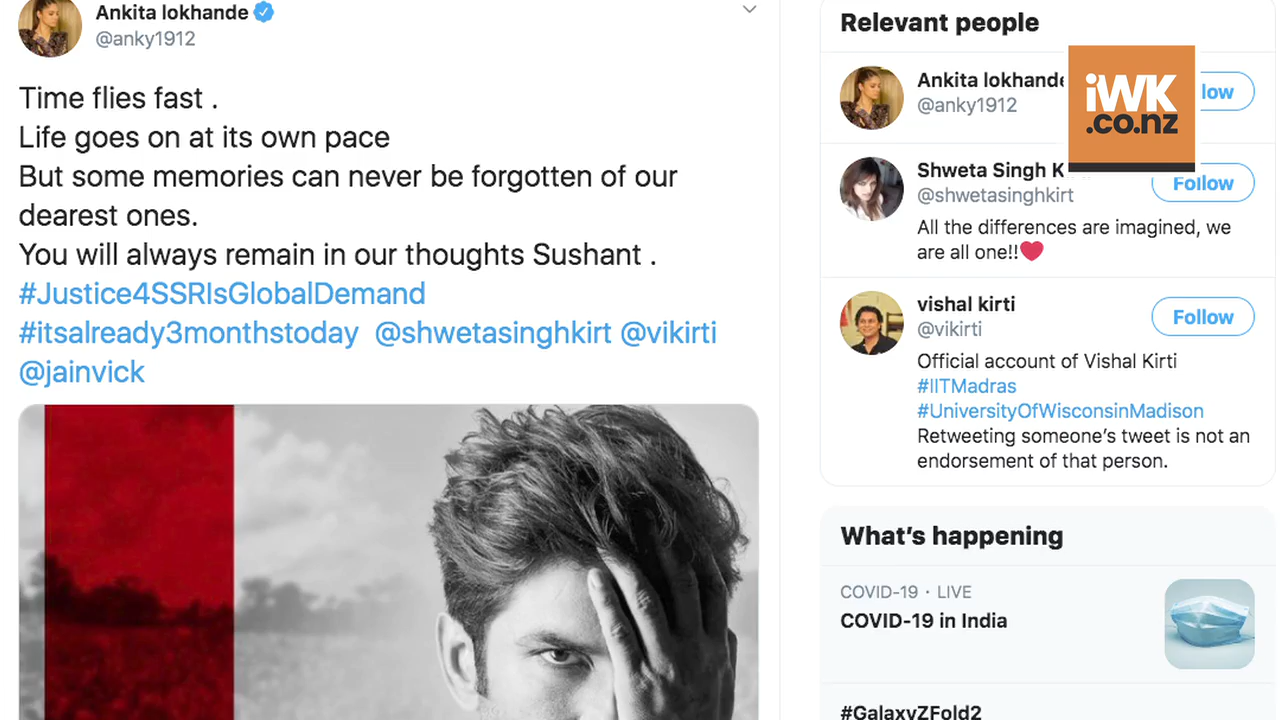 Ankita lokhande
@anky1912
Time flies fast .
Life goes on at its own pace
But some memories can never be forgotten of our
dearest ones.
You will always remain in our thoughts Sushant .
#Justice4SSRIsGlobalDemand
#itsalready3monthstoday @shwetasinghkirt @vikirti
@jainvick
Relevant people
Ankita lokhande
@anky1912
low
iWK
.co.nz
Shweta Singh K
@shwetasinghkirt
Follow
All the differences are imagined, we
are all one!!❤️
vishal kirti
@vikirti
Follow
Official account of Vishal Kirti
#IITMadras
#UniversityOfWisconsinMadison
Retweeting someone's tweet is not an
endorsement of that person.
What's happening
COVID-19 · LIVE
COVID-19 in India
#GalaxyZFold2